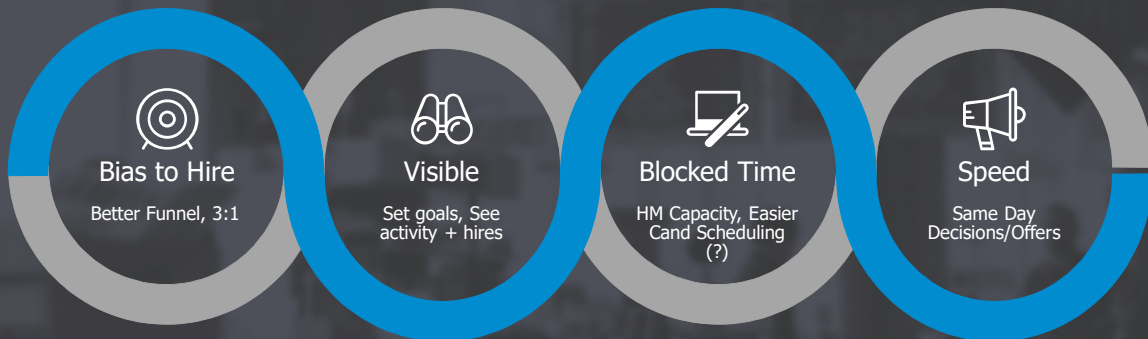 Bias to Hire
Better Funnel, 3:1
Visible
Set goals, See
activity + hires
Blocked Time
HM Capacity, Easier
Cand Scheduling
(?)
Speed
Same Day
Decisions/Offers